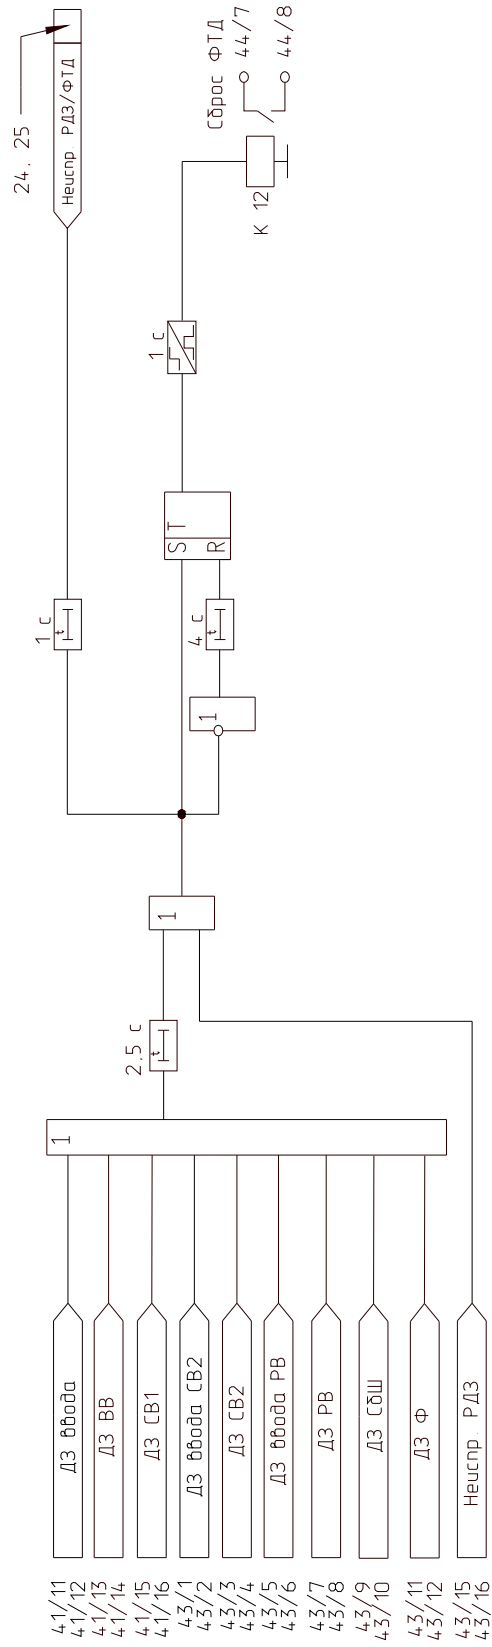 41/11
41/12
ДЗ ввода
41/13
41/14
ДЗ ВВ
41/15
41/16
ДЗ СВ1
43/1
43/2
ДЗ ввода СВ2
43/3
43/4
ДЗ СВ2
43/5
43/6
ДЗ ввода РВ
43/7
43/8
ДЗ РВ
43/9
43/10
ДЗ СбШ
43/11
43/12
ДЗ Ф
43/15
43/16
Неиспр. РДЗ
1
2.5 с
t
1
1 с
t
1
4 с
t
S
R
T
1 с
К 12
Неиспр. РДЗ/ФТД
24, 25
Сброс ФТД
44/7
44/8